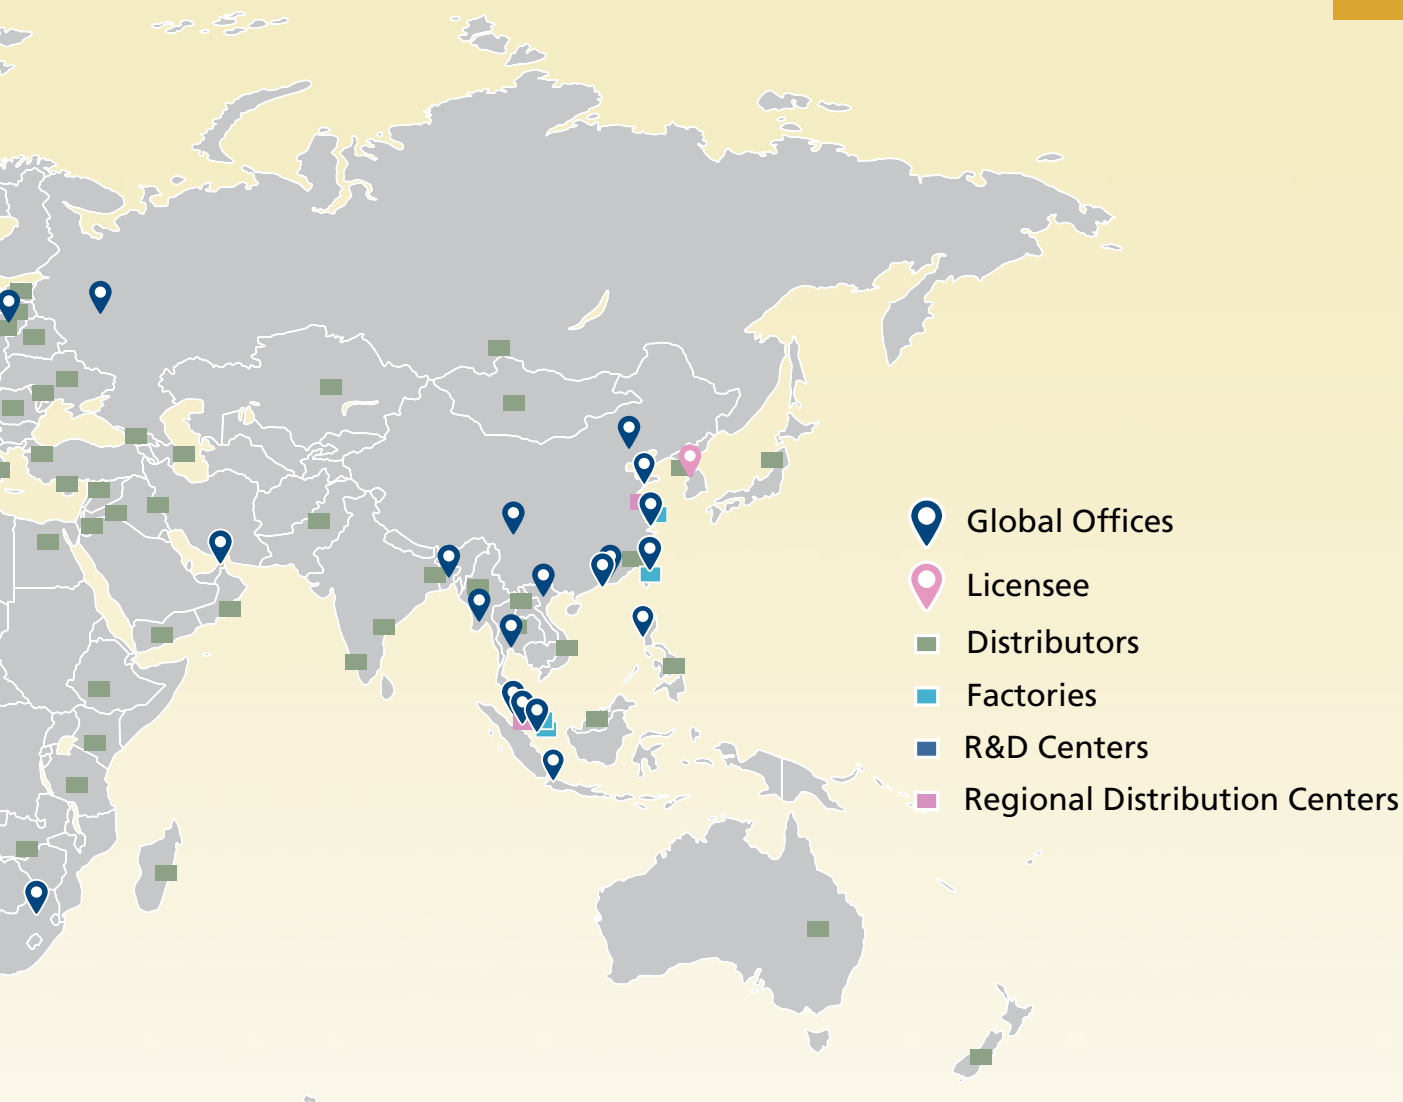 Global Offices
Licensee
Distributors
Factories
R&D Centers
Regional Distribution Centers